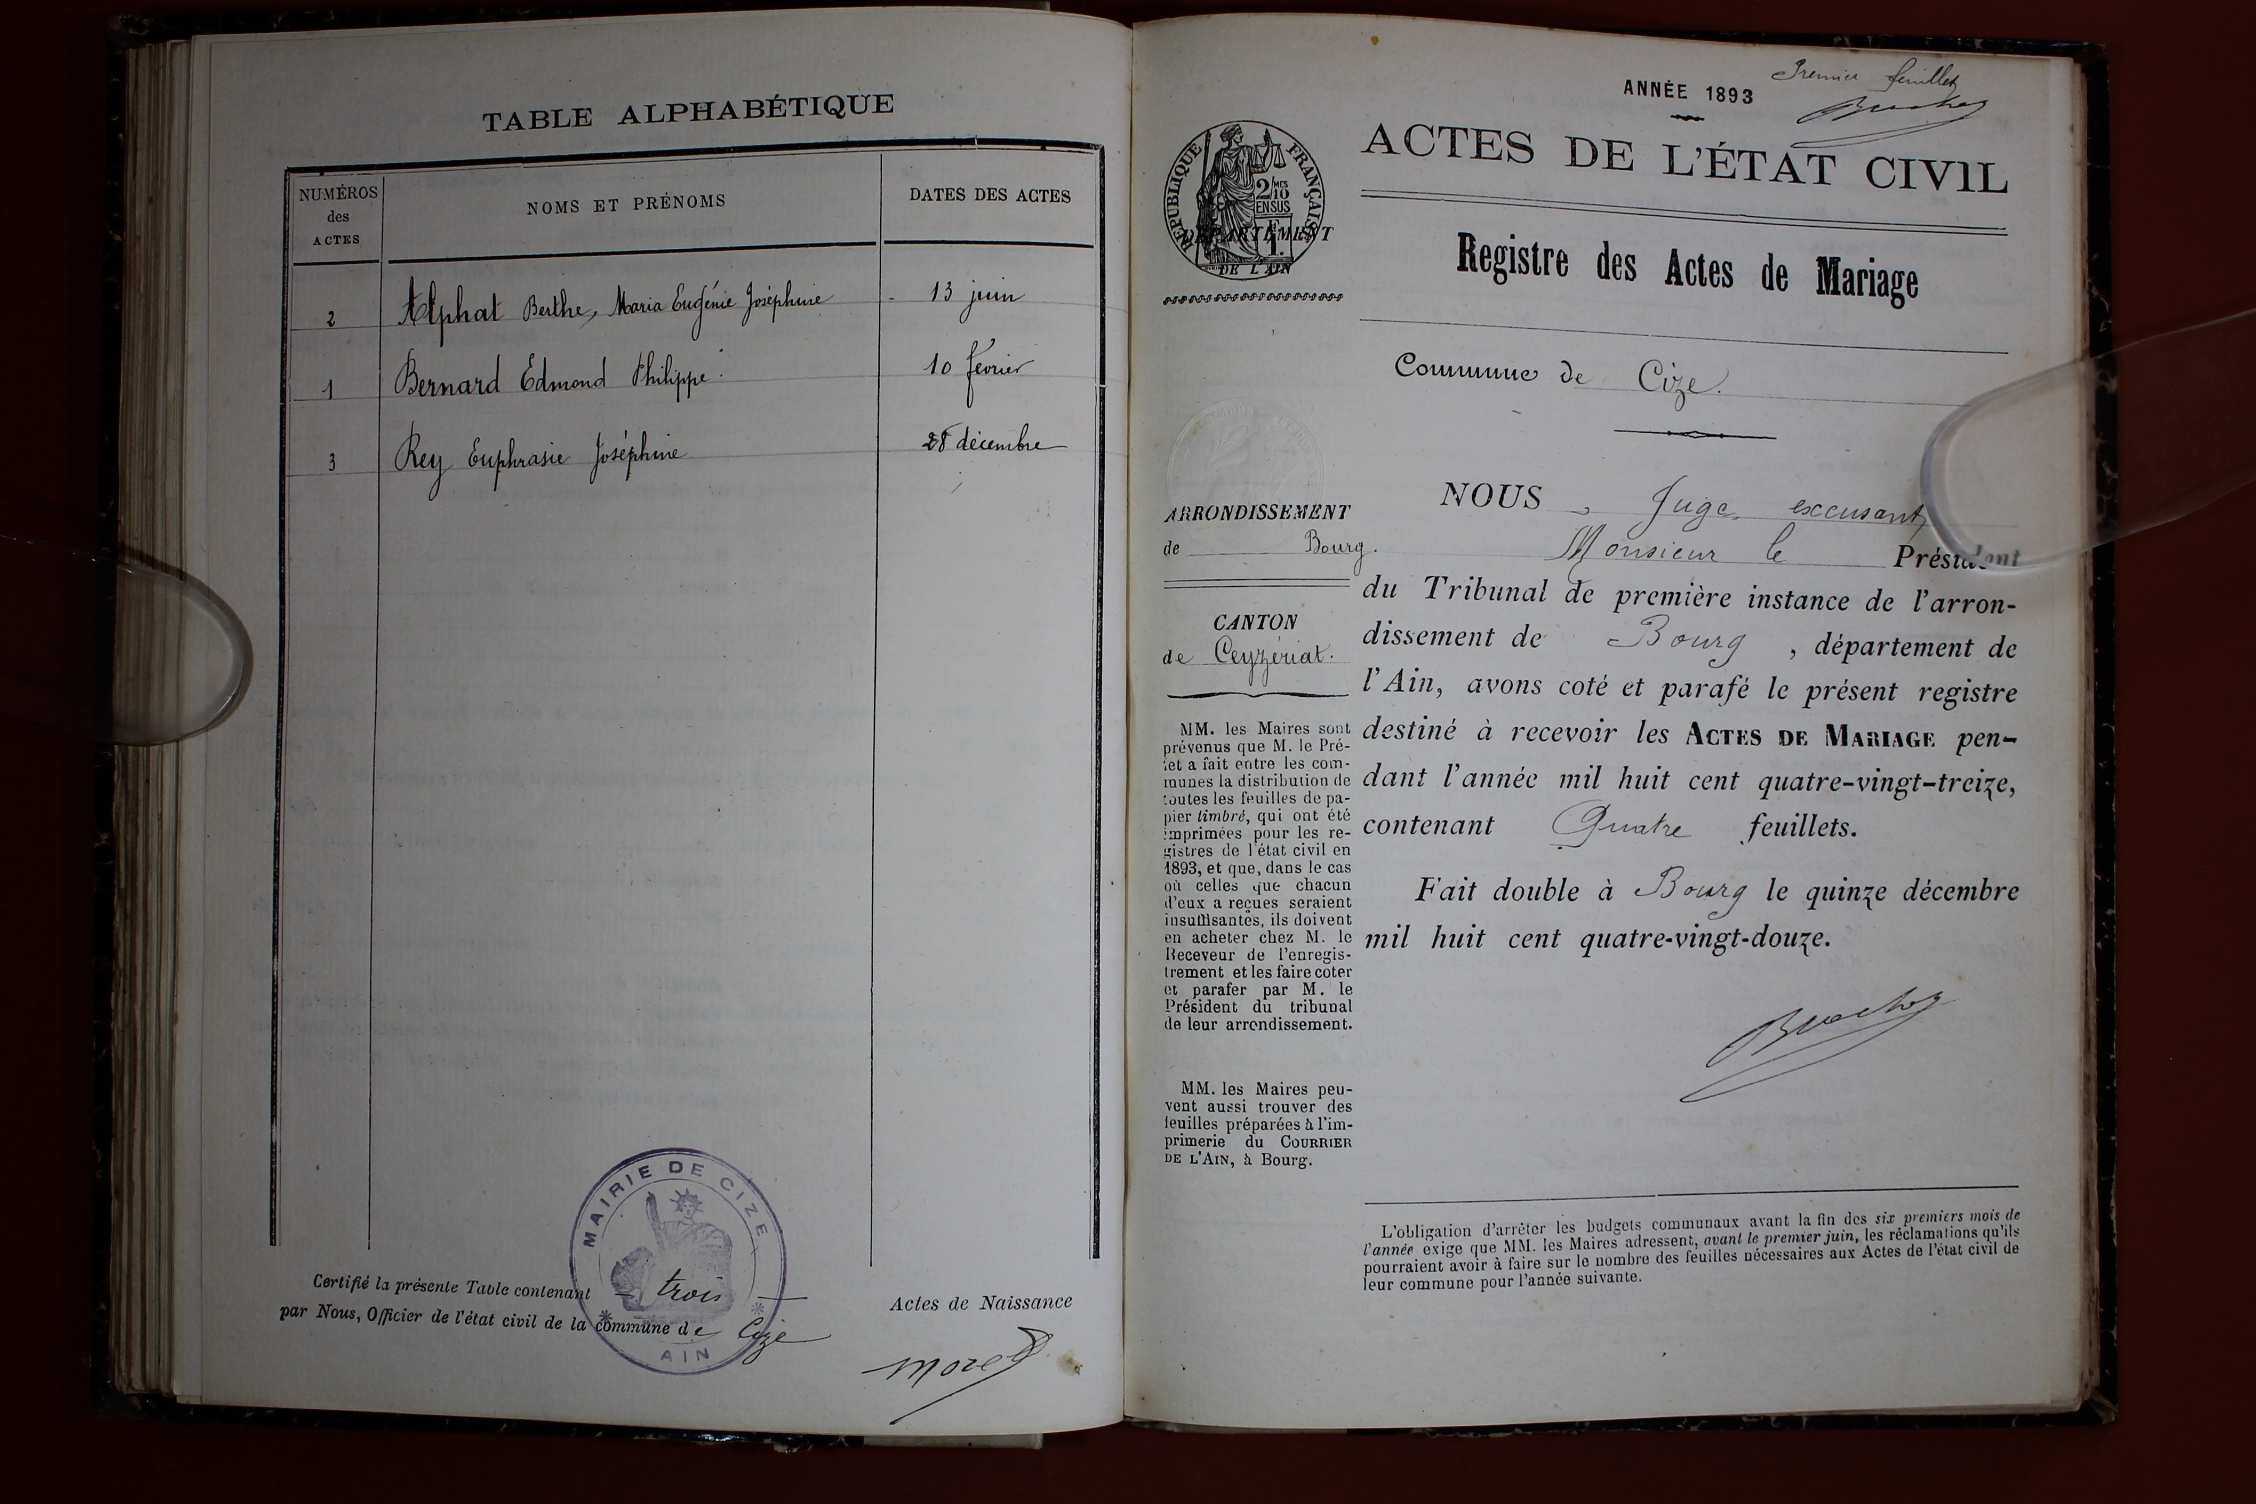 TABLE ALPHABÉTIQUE
NUMÉROS
des
ACTES
NOMS ET PRÉNOMS
DATES DES ACTES
2 Alphat Berthe, Maria Eugénie Joséphine 13 juin
1 Bernard Edmond Philippe 10 février
3 Rey Euphrasie Joséphine 28 décembre
MAIRIE DE CIZE
AIN
Certifié la présente Table contenant trois Actes de Naissance
par Nous, Officier de l'état civil de la commune de Cize
Morel
Premier feuillet
ANNÉE 1893
ACTES DE L'ÉTAT CIVIL
RÉPUBLIQUE FRANÇAISE
2/10 MES
EN SUS
1 F.
DÉPARTEMENT
DE L'AIN
Registre des Actes de Mariage
Commune de Cize.
ARRONDISSEMENT
de Bourg.
CANTON
de Ceyzériat.
MM. les Maires sont
prévenus que M. le Pré-
fet a fait entre les com-
munes la distribution de
toutes les feuilles de pa-
pier timbré, qui ont été
imprimées pour les re-
gistres de l'état civil en
1893, et que, dans le cas
où celles que chacun
d'eux a reçues seraient
insuffisantes, ils doivent
en acheter chez M. le
Receveur de l'enregis-
trement et les faire coter
et parafer par M. le
Président du tribunal
de leur arrondissement.
MM. les Maires peu-
vent aussi trouver des
feuilles préparées à l'im-
primerie du COURRIER
DE L'AIN, à Bourg.
NOUS, Juge, excusant
Monsieur le Président
du Tribunal de première instance de l'arron-
dissement de Bourg, département de
l'Ain, avons coté et parafé le présent registre
destiné à recevoir les ACTES DE MARIAGE pen-
dant l'année mil huit cent quatre-vingt-treize,
contenant Quatre feuillets.
Fait double à Bourg le quinze décembre
mil huit cent quatre-vingt-douze.
L'obligation d'arrêter les budgets communaux avant la fin des six premiers mois de
l'année exige que MM. les Maires adressent, avant le premier juin, les réclamations qu'ils
pourraient avoir à faire sur le nombre des feuilles nécessaires aux Actes de l'état civil de
leur commune pour l'année suivante.